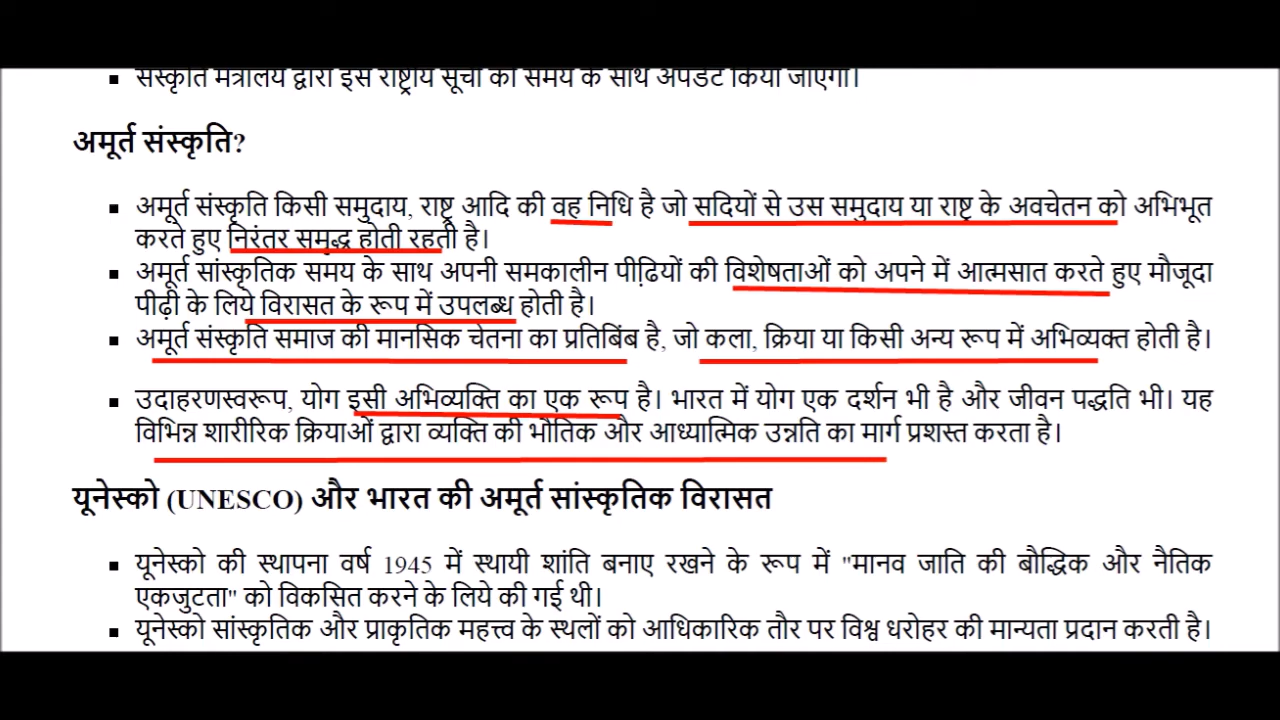 संस्कृति मंत्रालय द्वारा इस राष्ट्रीय सूची को समय के साथ अपडेट किया जाएगा।
अमूर्त संस्कृति?
▪ अमूर्त संस्कृति किसी समुदाय, राष्ट्र आदि की वह निधि है जो सदियों से उस समुदाय या राष्ट्र के अवचेतन को अभिभूत
करते हुए निरंतर समृद्ध होती रहती है।
▪ अमूर्त सांस्कृतिक समय के साथ अपनी समकालीन पीढ़ियों की विशेषताओं को अपने में आत्मसात करते हुए मौजूदा
पीढ़ी के लिये विरासत के रूप में उपलब्ध होती है।
▪ अमूर्त संस्कृति समाज की मानसिक चेतना का प्रतिबिंब है, जो कला, क्रिया या किसी अन्य रूप में अभिव्यक्त होती है।
▪ उदाहरणस्वरूप, योग इसी अभिव्यक्ति का एक रूप है। भारत में योग एक दर्शन भी है और जीवन पद्धति भी। यह
विभिन्न शारीरिक क्रियाओं द्वारा व्यक्ति की भौतिक और आध्यात्मिक उन्नति का मार्ग प्रशस्त करता है।
यूनेस्को (UNESCO) और भारत की अमूर्त सांस्कृतिक विरासत
▪ यूनेस्को की स्थापना वर्ष 1945 में स्थायी शांति बनाए रखने के रूप में "मानव जाति की बौद्धिक और नैतिक
एकजुटता" को विकसित करने के लिये की गई थी।
▪ यूनेस्को सांस्कृतिक और प्राकृतिक महत्त्व के स्थलों को आधिकारिक तौर पर विश्व धरोहर की मान्यता प्रदान करती है।